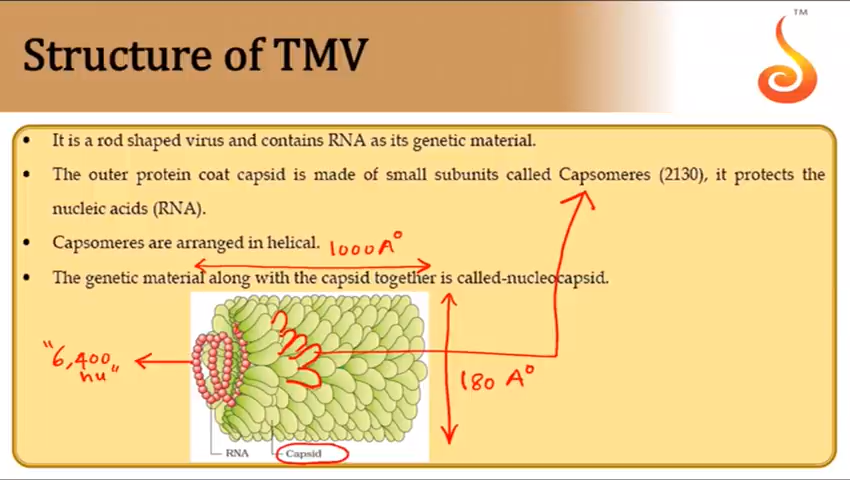 Structure of TMV
TM
• It is a rod shaped virus and contains RNA as its genetic material.
• The outer protein coat capsid is made of small subunits called Capsomeres (2130), it protects the
nucleic acids (RNA).
• Capsomeres are arranged in helical.
1000 A°
• The genetic material along with the capsid together is called-nucleocapsid.
"6,400
nu"
180 A°
RNA
Capsid